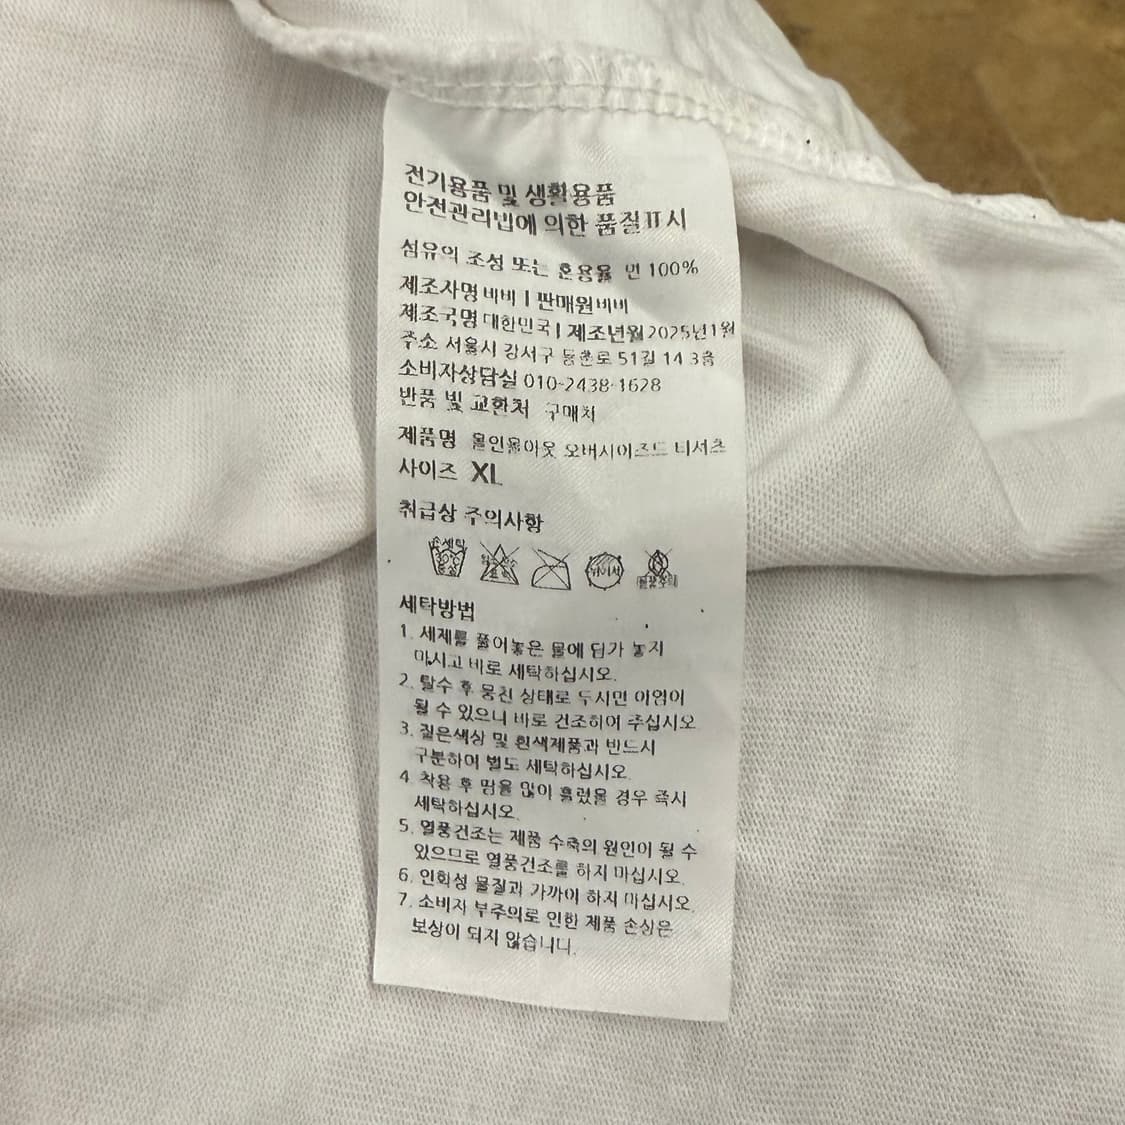 전기용품 및 생활용품
안전관리법에 의한 품질표시
섬유의 조성 또는 혼용율 면 100%
제조자명 비비 | 판매원 비비
제조국명 대한민국 | 제조년월 2025년1월
주소 서울시 강서구 등촌로 51길 14 3층
소비자상담실 010-2438-1628
반품 및 교환처 구매처
제품명 올인올아웃 오버사이즈드 티셔츠
사이즈 XL
취급상 주의사항
손세탁
염소산소
표백
뉘어서
세탁방법
1. 세제를 풀어놓은 물에 담가 놓지
마시고 바로 세탁하십시오.
2. 탈수 후 뭉친 상태로 두시면 이염이
될 수 있으니 바로 건조하여 주십시오
3. 짙은색상 및 흰색제품과 반드시
구분하여 별도 세탁하십시오.
4. 착용 후 땀을 많이 흘렸을 경우 즉시
세탁하십시오.
5. 열풍건조는 제품 수축의 원인이 될 수
있으므로 열풍건조를 하지 마십시오.
6. 인화성 물질과 가까이 하지 마십시오.
7. 소비자 부주의로 인한 제품 손상은
보상이 되지 않습니다.